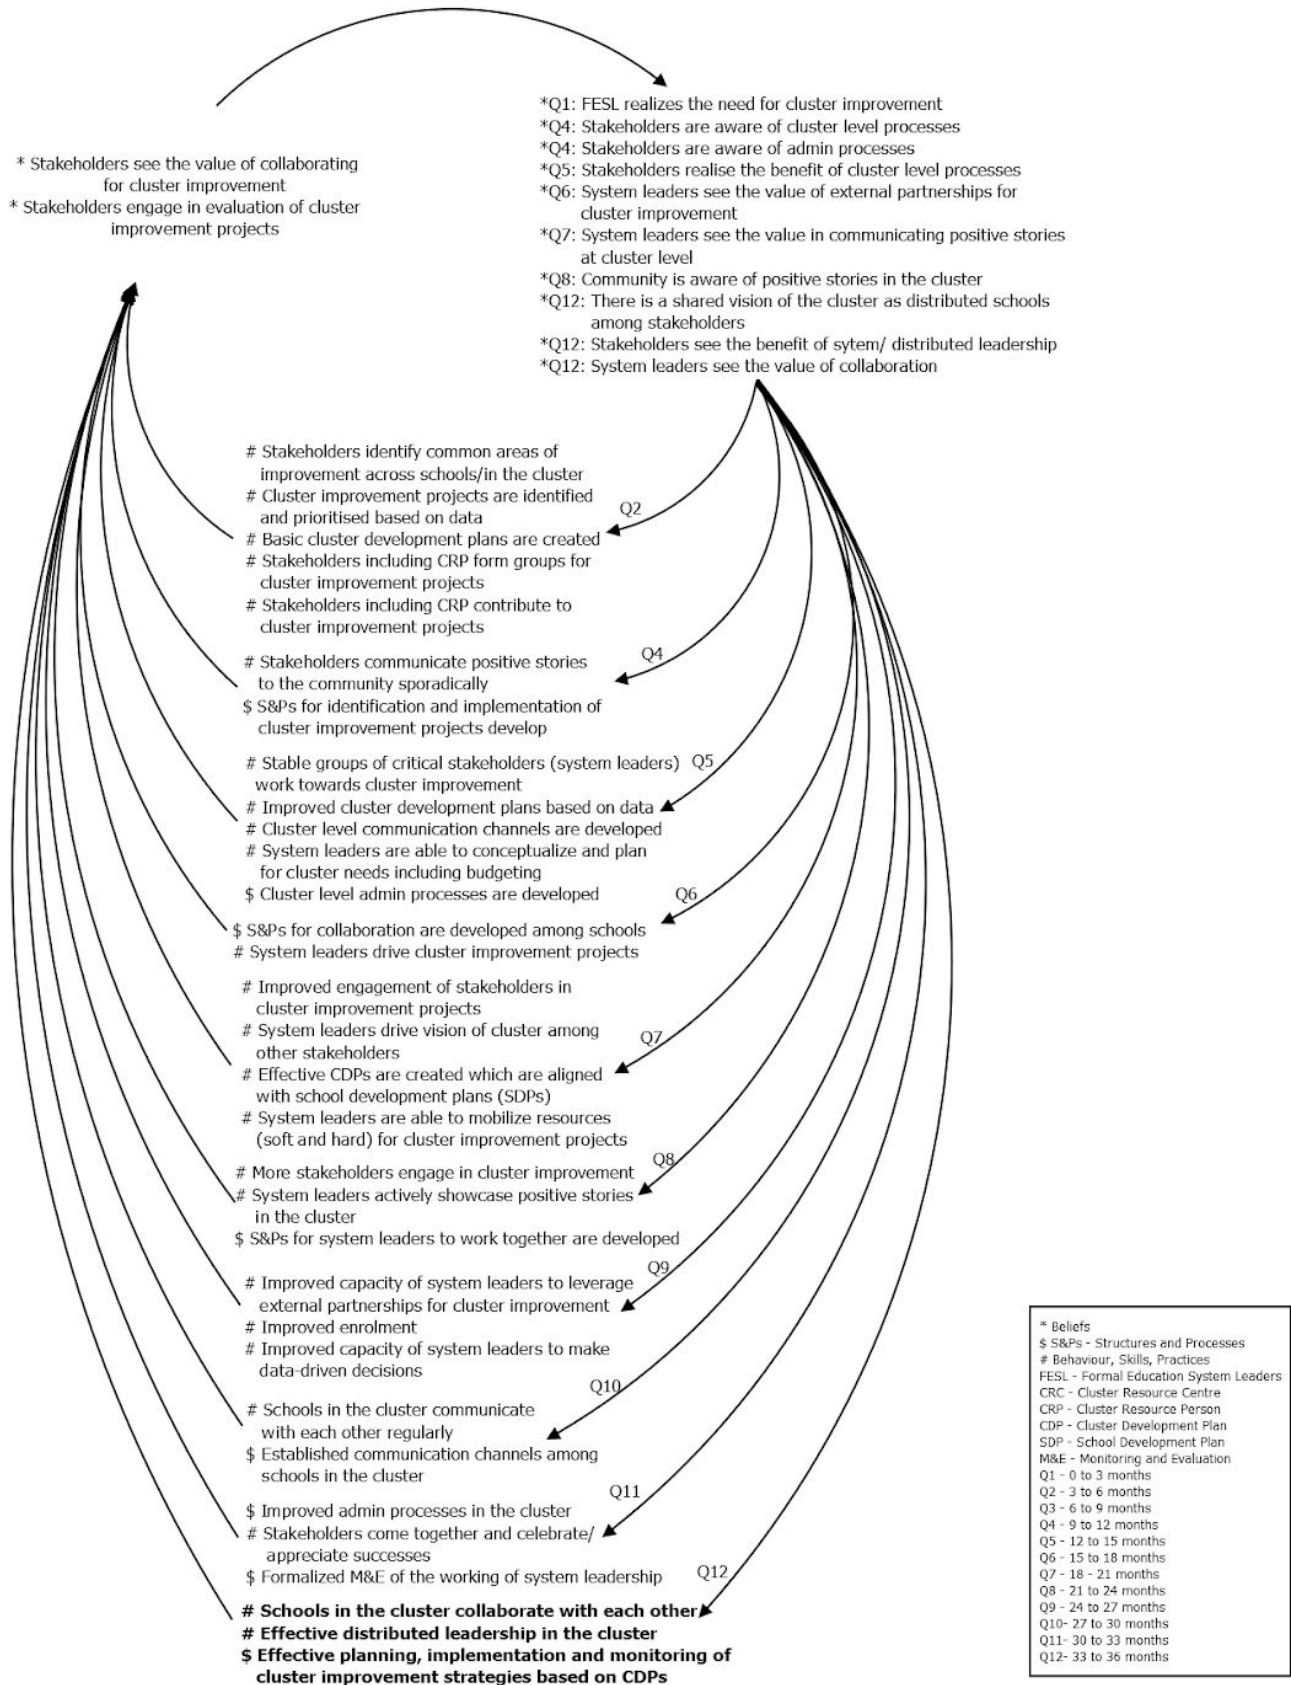 * Stakeholders see the value of collaborating
for cluster improvement
* Stakeholders engage in evaluation of cluster
improvement projects
*Q1: FESL realizes the need for cluster improvement
*Q4: Stakeholders are aware of cluster level processes
*Q4: Stakeholders are aware of admin processes
*Q5: Stakeholders realise the benefit of cluster level processes
*Q6: System leaders see the value of external partnerships for
cluster improvement
*Q7: System leaders see the value in communicating positive stories
at cluster level
*Q8: Community is aware of positive stories in the cluster
*Q12: There is a shared vision of the cluster as distributed schools
among stakeholders
*Q12: Stakeholders see the benefit of sytem/ distributed leadership
*Q12: System leaders see the value of collaboration
# Stakeholders identify common areas of
improvement across schools/in the cluster
# Cluster improvement projects are identified
and prioritised based on data
Q2
# Basic cluster development plans are created
# Stakeholders including CRP form groups for
cluster improvement projects
# Stakeholders including CRP contribute to
cluster improvement projects
# Stakeholders communicate positive stories
to the community sporadically
Q4
$ S&Ps for identification and implementation of
cluster improvement projects develop
# Stable groups of critical stakeholders (system leaders)
work towards cluster improvement
Q5
# Improved cluster development plans based on data
# Cluster level communication channels are developed
# System leaders are able to conceptualize and plan
for cluster needs including budgeting
$ Cluster level admin processes are developed
Q6
$ S&Ps for collaboration are developed among schools
# System leaders drive cluster improvement projects
# Improved engagement of stakeholders in
cluster improvement projects
# System leaders drive vision of cluster among
other stakeholders
Q7
# Effective CDPs are created which are aligned
with school development plans (SDPs)
# System leaders are able to mobilize resources
(soft and hard) for cluster improvement projects
# More stakeholders engage in cluster improvement
Q8
# System leaders actively showcase positive stories
in the cluster
$ S&Ps for system leaders to work together are developed
# Improved capacity of system leaders to leverage
external partnerships for cluster improvement
Q9
# Improved enrolment
# Improved capacity of system leaders to make
data-driven decisions
Q10
# Schools in the cluster communicate
with each other regularly
$ Established communication channels among
schools in the cluster
Q11
$ Improved admin processes in the cluster
# Stakeholders come together and celebrate/
appreciate successes
$ Formalized M&E of the working of system leadership
Q12
# Schools in the cluster collaborate with each other
# Effective distributed leadership in the cluster
$ Effective planning, implementation and monitoring of
cluster improvement strategies based on CDPs
* Beliefs
$ S&Ps - Structures and Processes
# Behaviour, Skills, Practices
FESL - Formal Education System Leaders
CRC - Cluster Resource Centre
CRP - Cluster Resource Person
CDP - Cluster Development Plan
SDP - School Development Plan
M&E - Monitoring and Evaluation
Q1 - 0 to 3 months
Q2 - 3 to 6 months
Q3 - 6 to 9 months
Q4 - 9 to 12 months
Q5 - 12 to 15 months
Q6 - 15 to 18 months
Q7 - 18 - 21 months
Q8 - 21 to 24 months
Q9 - 24 to 27 months
Q10- 27 to 30 months
Q11- 30 to 33 months
Q12- 33 to 36 months